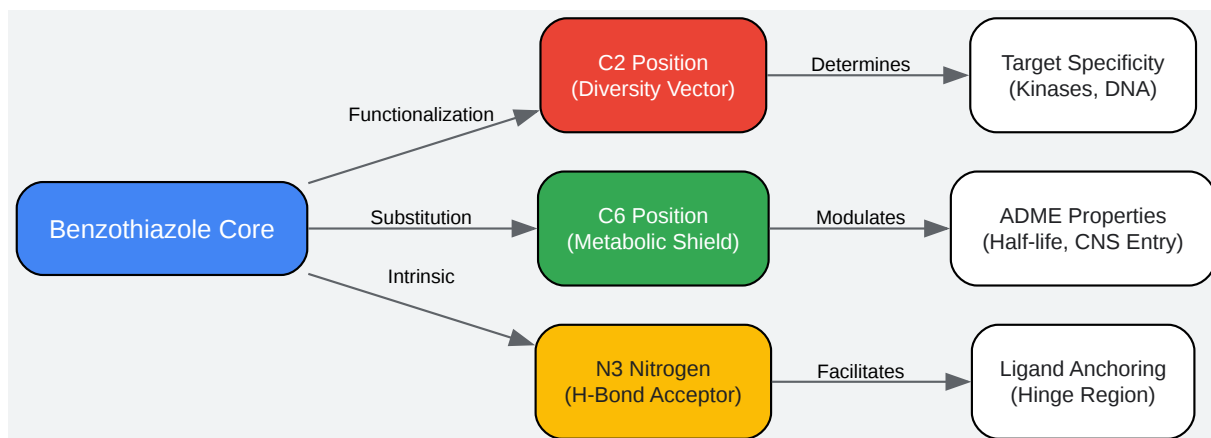 Benzothiazole Core
Functionalization
Substitution
Intrinsic
C2 Position
(Diversity Vector)
Determines
Target Specificity
(Kinases, DNA)
C6 Position
(Metabolic Shield)
Modulates
ADME Properties
(Half-life, CNS Entry)
N3 Nitrogen
(H-Bond Acceptor)
Facilitates
Ligand Anchoring
(Hinge Region)